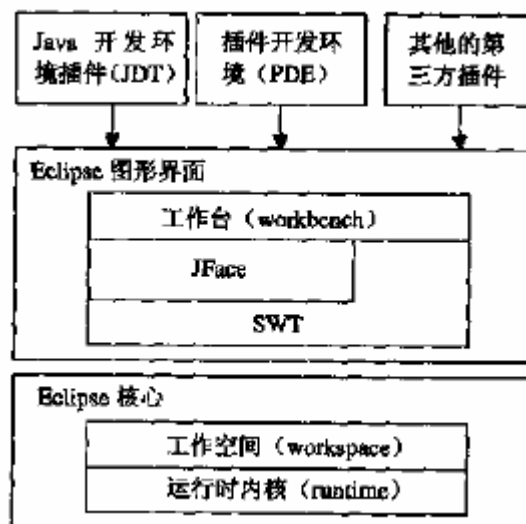 Java 开发环
境插件(JDT)
插件开发环
境（PDE）
其他的第
三方插件
Eclipse 图形界面
工作台（workbench）
JFace
SWT
Eclipse 核心
工作空间（workspace）
运行时内核（runtime）